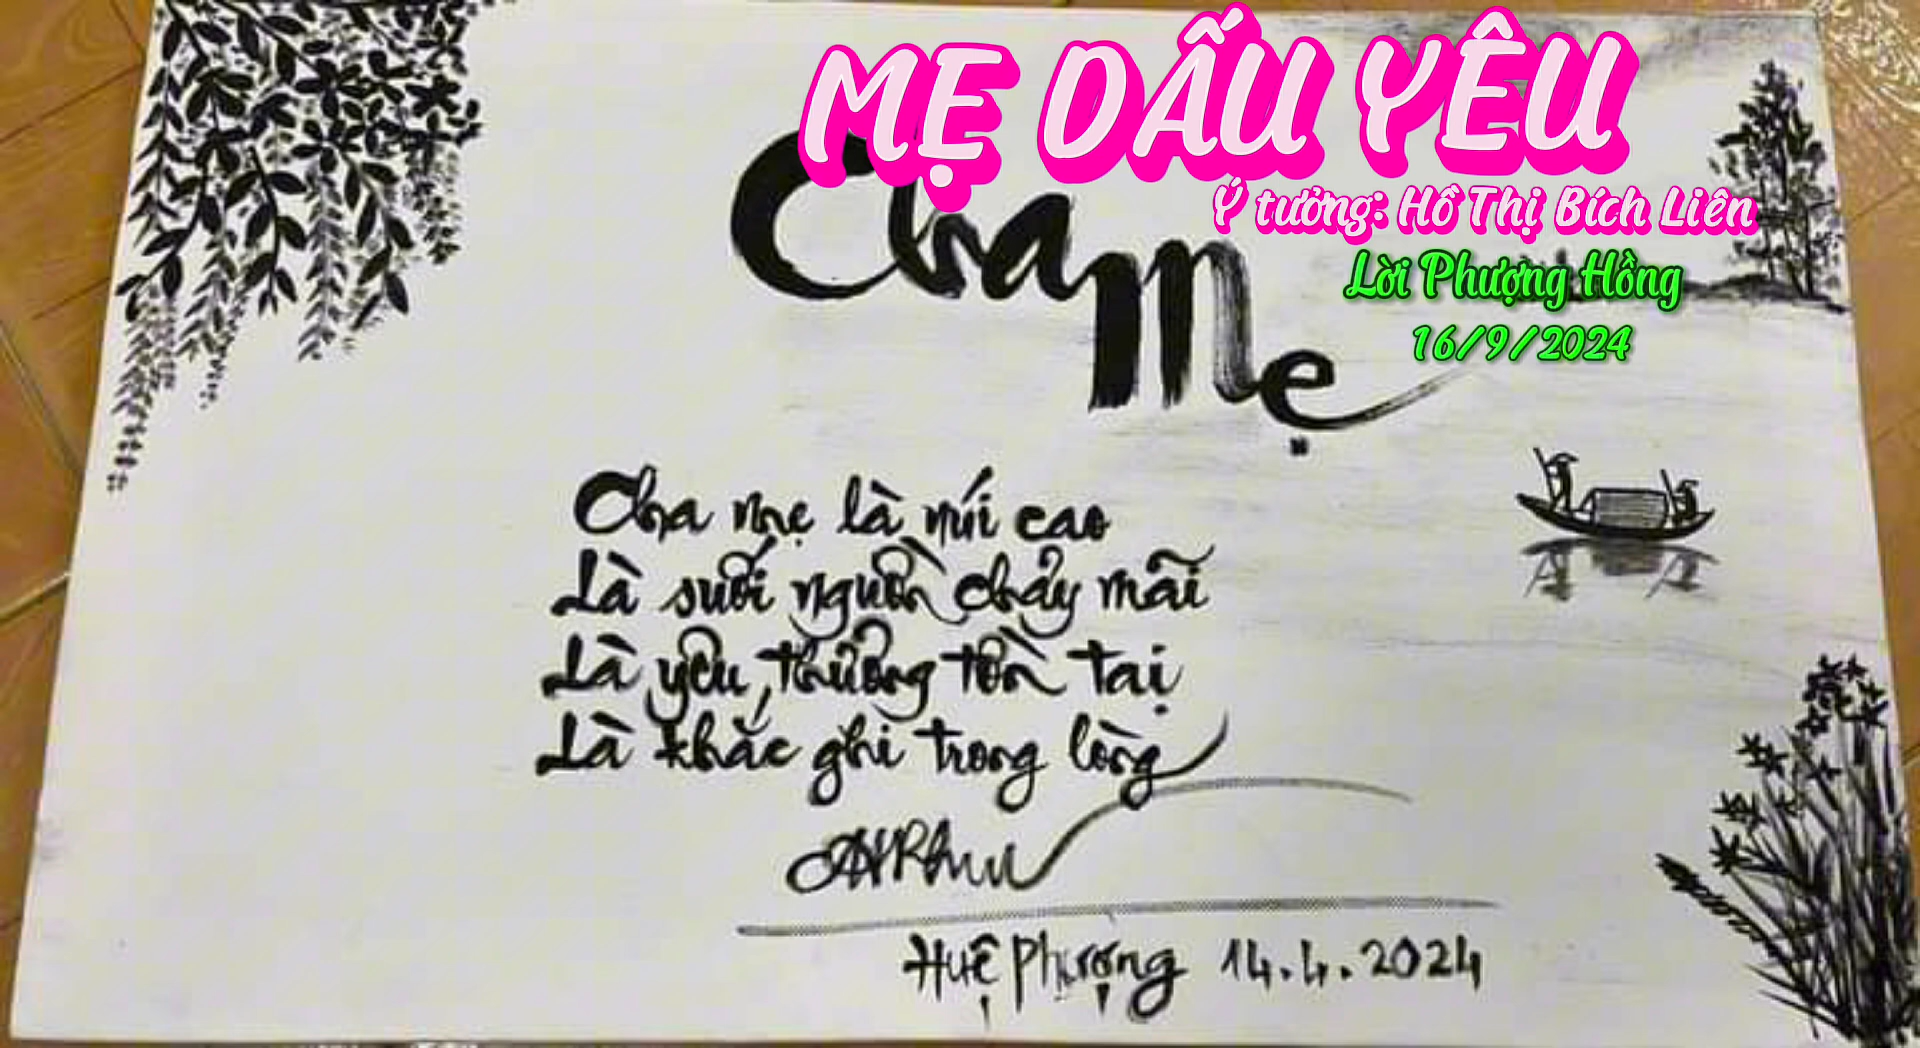 MẸ DẤU YÊU
Ý tưởng: Hồ Thị Bích Liên
Lời Phượng Hồng
16/9/2024
Cha Mẹ
Cha mẹ là núi cao
Là suối nguồn chảy mãi
Là yêu thương tồn tại
Là khắc ghi trong lòng
Huệ Phượng 14.4.2024